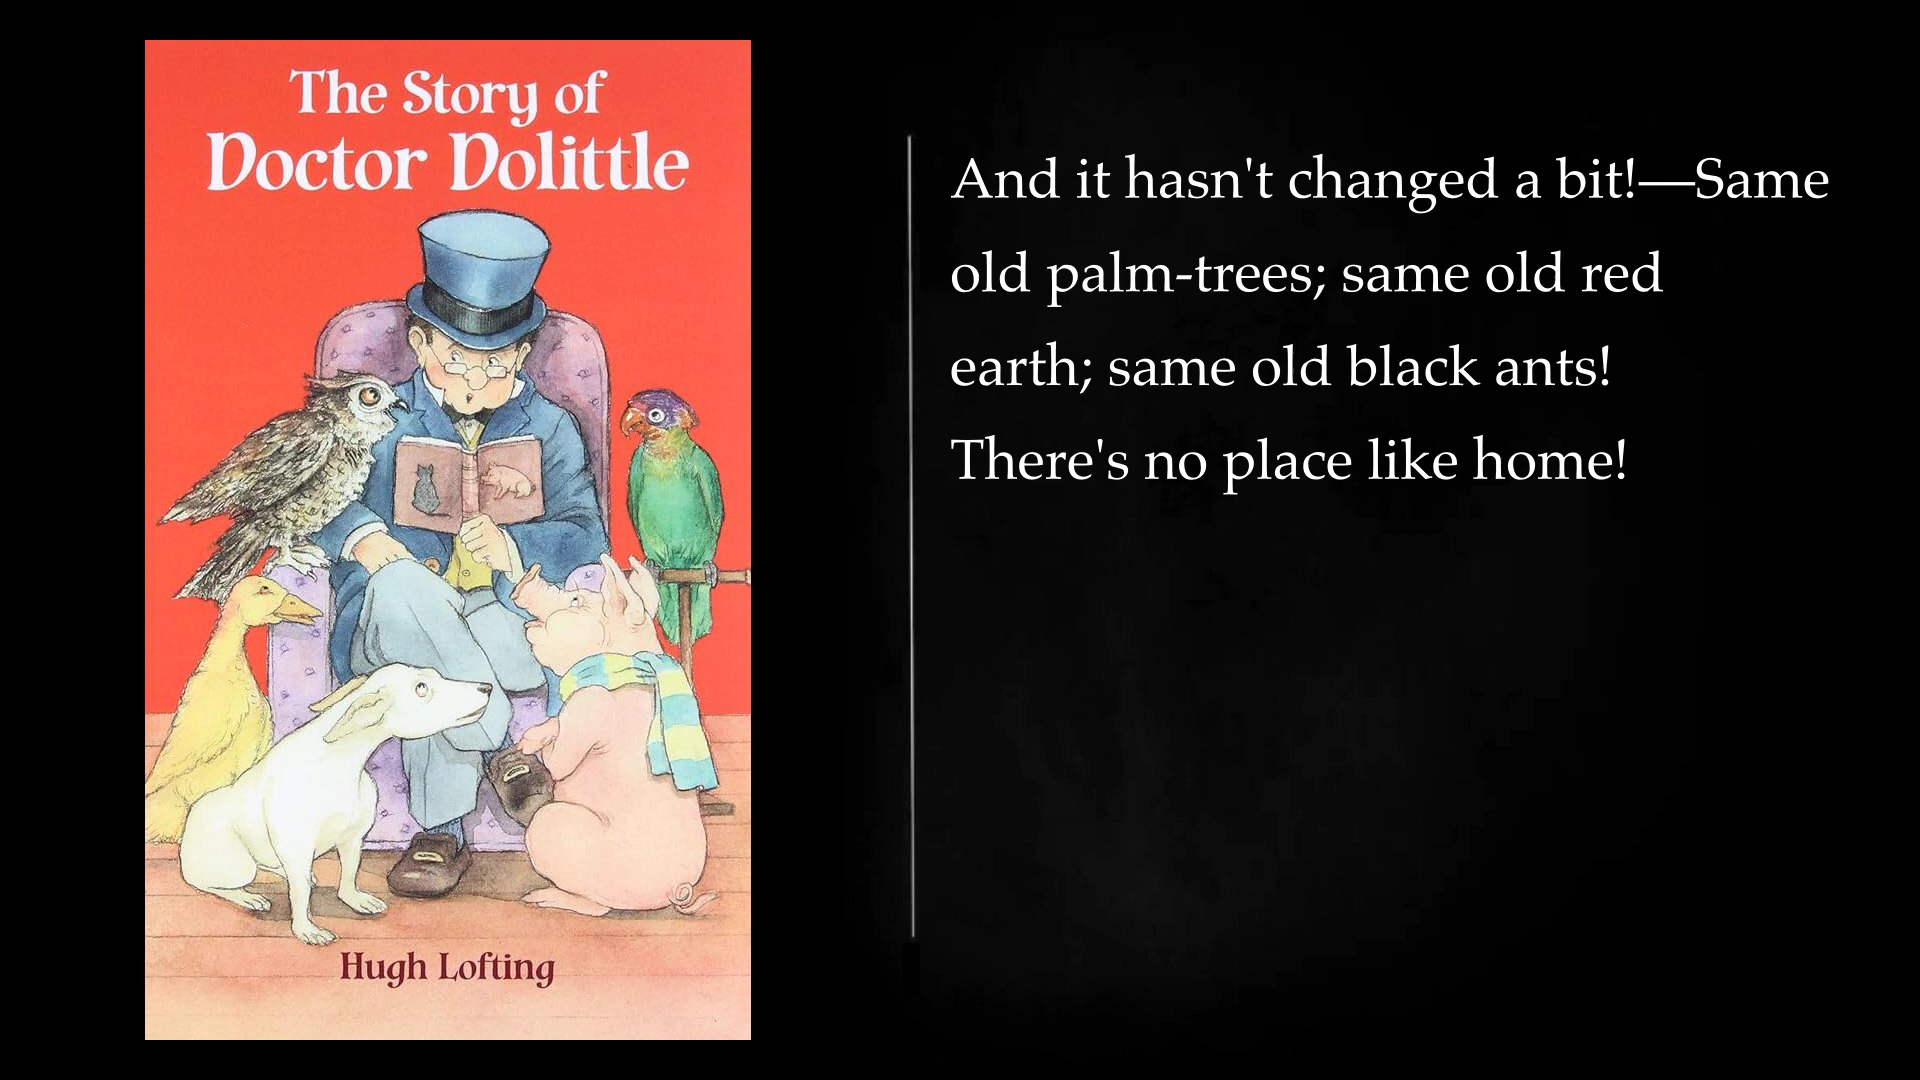 The Story of
Doctor Dolittle
Hugh Lofting
And it hasn't changed a bit!—Same
old palm-trees; same old red
earth; same old black ants!
There's no place like home!